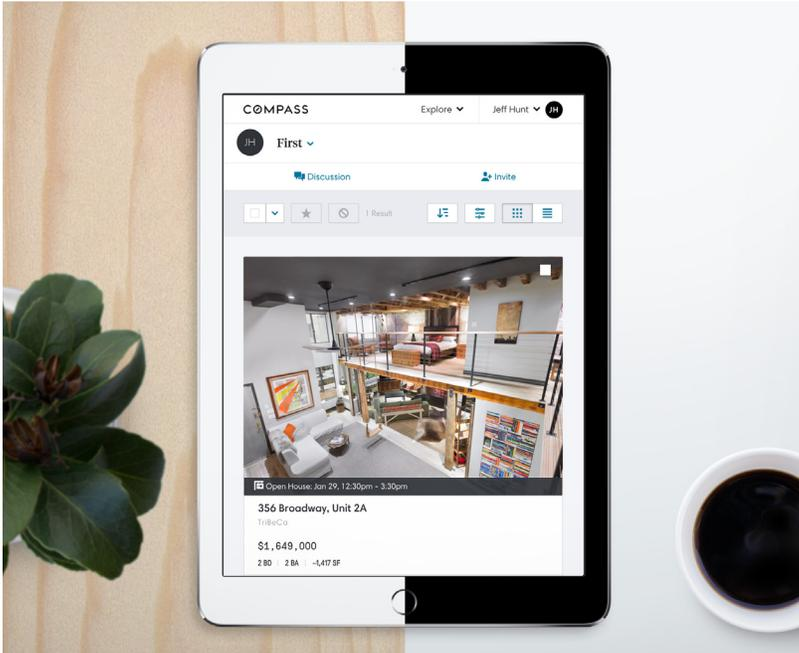 COMPASS
Explore
Jeff Hunt
JH
JH
First
Discussion
Invite
1 Result
Open House: Jan 29, 12:30pm - 3:30pm
356 Broadway, Unit 2A
TriBeCa
$1,649,000
2 BD | 2 BA | ~1,417 SF